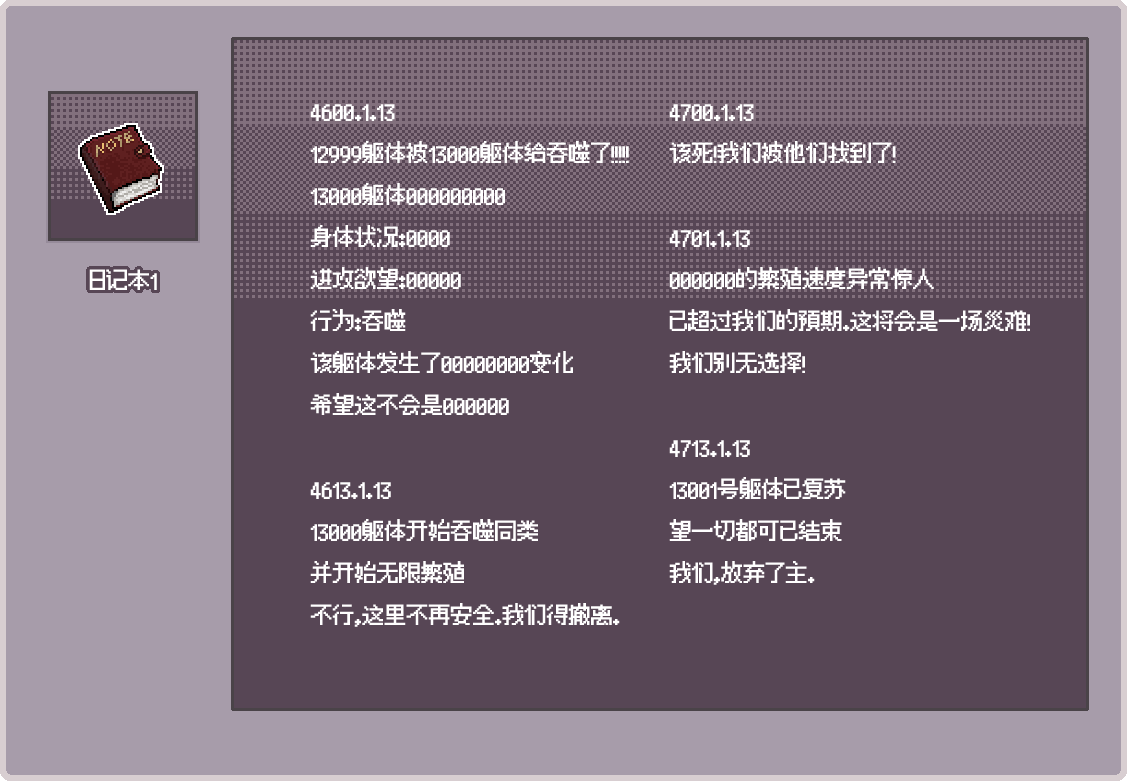 NOTE
日记本1
4600.1.13
12999躯体被13000躯体给吞噬了!!!!!
13000躯体000000000
身体状况:0000
进攻欲望:00000
行为:吞噬
该躯体发生了00000000变化
希望这不会是000000
4613.1.13
13000躯体开始吞噬同类
并开始无限繁殖
不行,这里不再安全.我们得撤离.
4700.1.13
该死!我们被他们找到了!
4701.1.13
000000的繁殖速度异常惊人
已超过我们的預期.这将会是一场災难!
我们别无选择!
4713.1.13
13001号躯体已复苏
望一切都可已结束
我们,放弃了主.